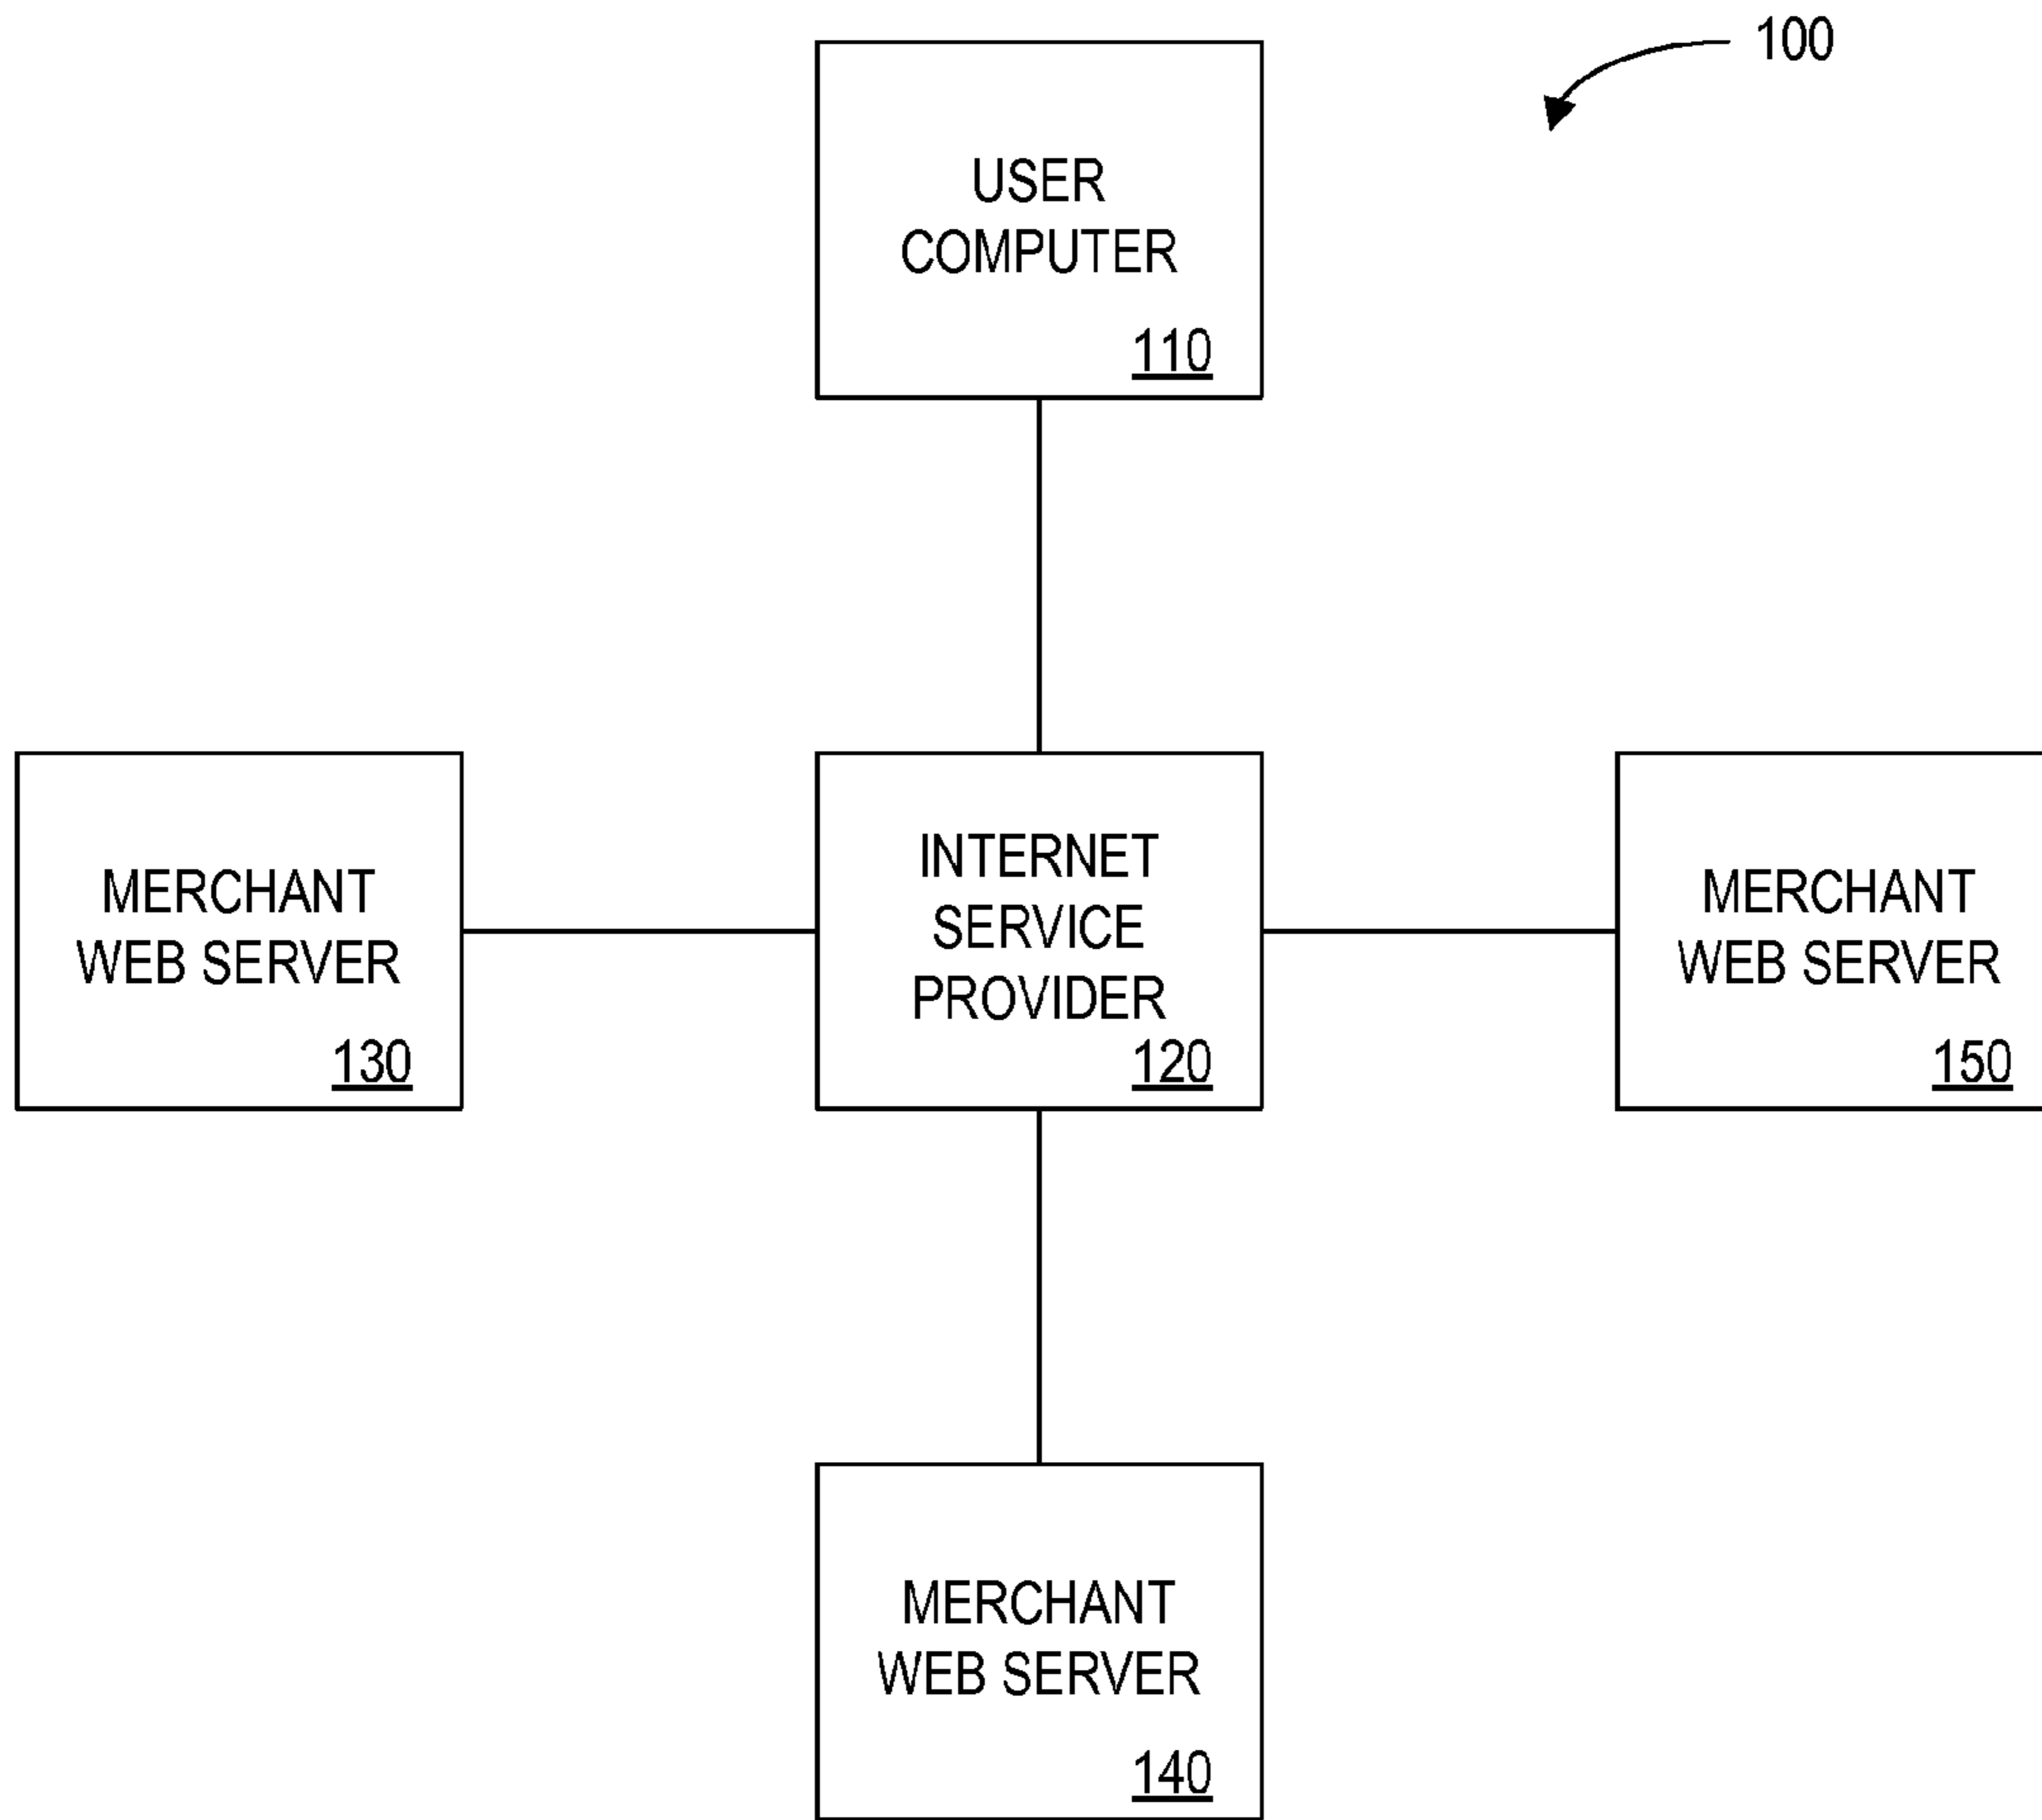 100
USER
COMPUTER
110
MERCHANT
WEB SERVER
130
INTERNET
SERVICE
PROVIDER
120
MERCHANT
WEB SERVER
150
MERCHANT
WEB SERVER
140